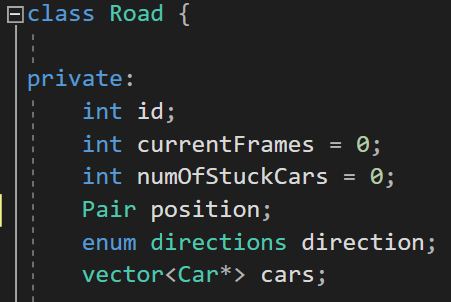 class Road {
private:
int id;
int currentFrames = 0;
int numOfStuckCars = 0;
Pair position;
enum directions direction;
vector<Car*> cars;